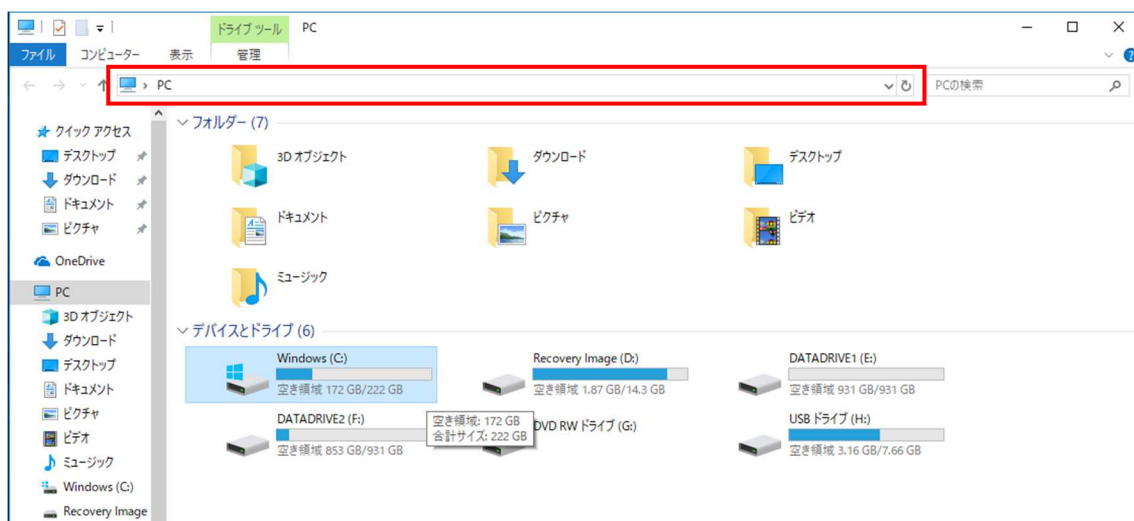 ドライブ ツール PC
ファイル コンピューター 表示 管理
PC PCの検索
クイック アクセス
デスクトップ
ダウンロード
ドキュメント
ピクチャ
OneDrive
PC
3D オブジェクト
ダウンロード
デスクトップ
ドキュメント
ピクチャ
ビデオ
ミュージック
Windows (C:)
Recovery Image
フォルダー (7)
3D オブジェクト ダウンロード デスクトップ
ドキュメント ピクチャ ビデオ
ミュージック
デバイスとドライブ (6)
Windows (C:) Recovery Image (D:) DATADRIVE1 (E:)
空き領域 172 GB/222 GB 空き領域 1.87 GB/14.3 GB 空き領域 931 GB/931 GB
DATADRIVE2 (F:) DVD RW ドライブ (G:) USB ドライブ (H:)
空き領域 853 GB/931 GB 空き領域 3.16 GB/7.66 GB
空き領域: 172 GB
合計サイズ: 222 GB